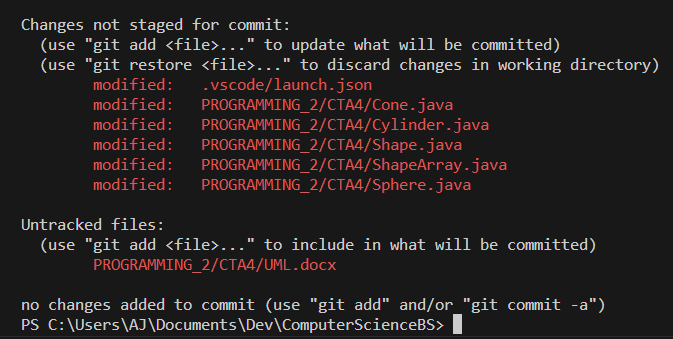 Changes not staged for commit:
(use "git add <file>..." to update what will be committed)
(use "git restore <file>..." to discard changes in working directory)
modified: .vscode/launch.json
modified: PROGRAMMING_2/CTA4/Cone.java
modified: PROGRAMMING_2/CTA4/Cylinder.java
modified: PROGRAMMING_2/CTA4/Shape.java
modified: PROGRAMMING_2/CTA4/ShapeArray.java
modified: PROGRAMMING_2/CTA4/Sphere.java
Untracked files:
(use "git add <file>..." to include in what will be committed)
PROGRAMMING_2/CTA4/UML.docx
no changes added to commit (use "git add" and/or "git commit -a")
PS C:\Users\AJ\Documents\Dev\ComputerScienceBS>